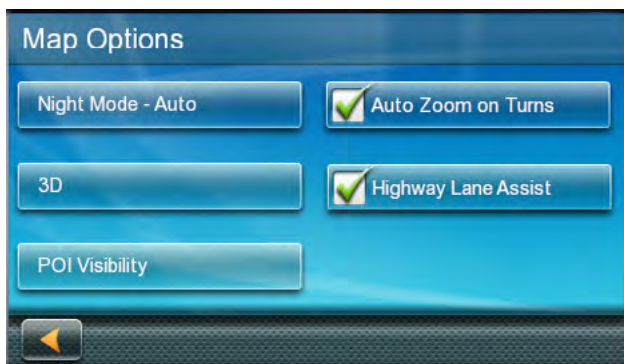 Map Options
Night Mode - Auto
Auto Zoom on Turns
3D
Highway Lane Assist
POI Visibility